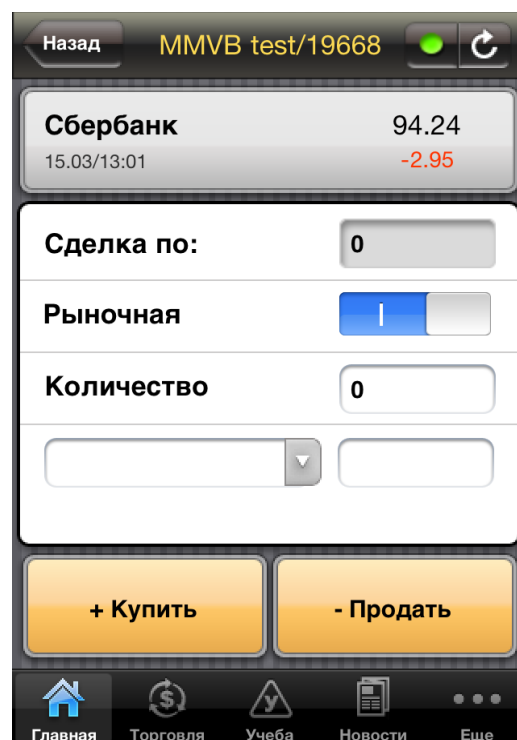 Назад MMVB test/19668
Сбербанк 94.24
15.03/13:01 -2.95
Сделка по: 0
Рыночная
Количество 0
+ Купить - Продать
Главная Торговля Учеба Новости Еще